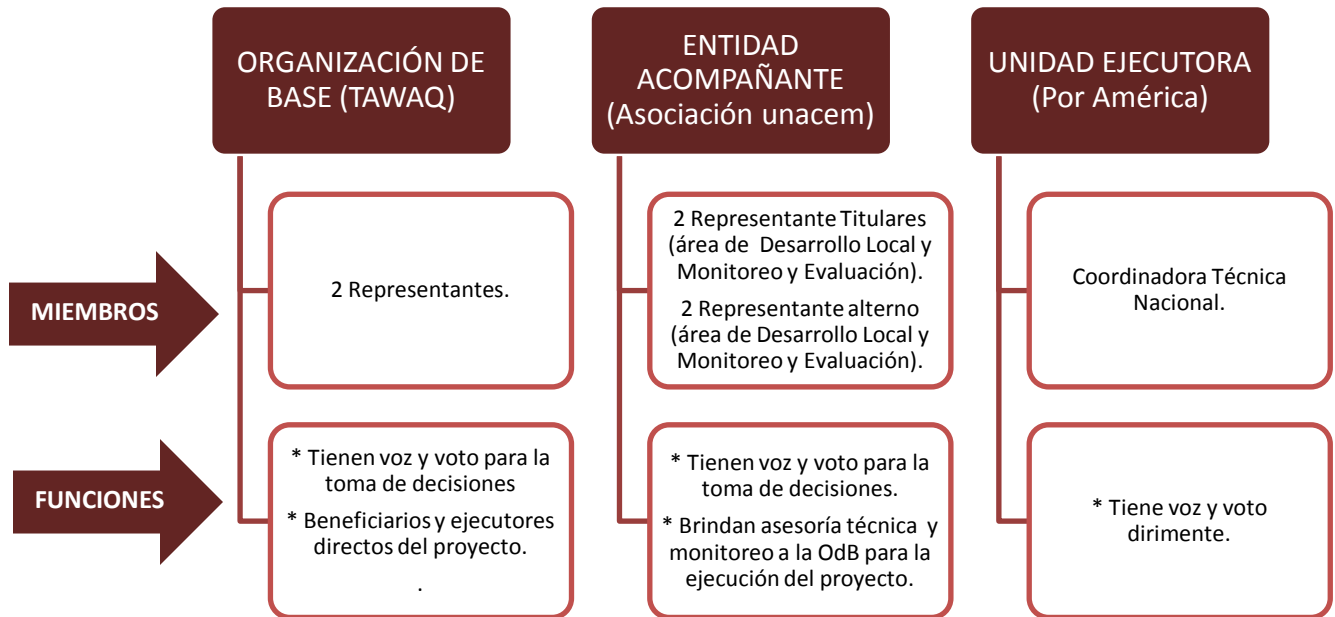 ORGANIZACIÓN DE
BASE (TAWAQ)
ENTIDAD
ACOMPAÑANTE
(Asociación unacem)
UNIDAD EJECUTORA
(Por América)
MIEMBROS
2 Representantes.
2 Representante Titulares
(área de Desarrollo Local y
Monitoreo y Evaluación).
2 Representante alterno
(área de Desarrollo Local y
Monitoreo y Evaluación).
Coordinadora Técnica
Nacional.
FUNCIONES
* Tienen voz y voto para la
toma de decisiones
* Beneficiarios y ejecutores
directos del proyecto.
.
* Tienen voz y voto para la
toma de decisiones.
* Brindan asesoría técnica y
monitoreo a la OdB para la
ejecución del proyecto.
* Tiene voz y voto
dirimente.